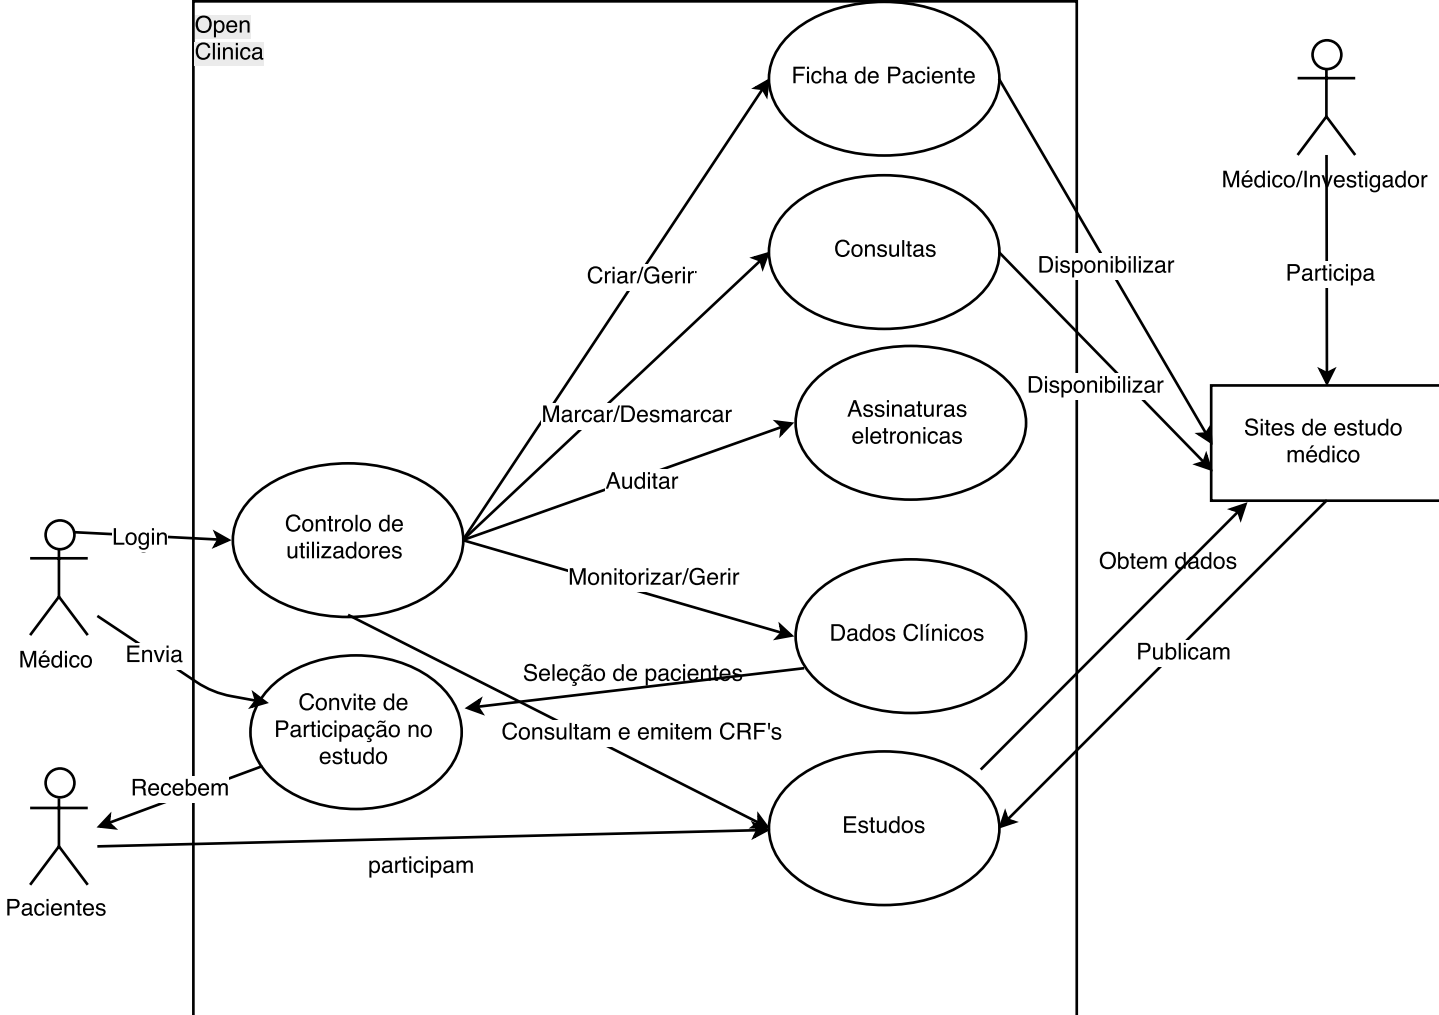 Open
Clinica
Ficha de Paciente
Médico/Investigador
Consultas
Disponibilizar
Criar/Gerir
Participa
Disponibilizar
Marcar/Desmarcar
Assinaturas
eletronicas
Sites de estudo
médico
Auditar
Controlo de
utilizadores
Login
Obtem dados
Monitorizar/Gerir
Dados Clínicos
Médico
Envia
Publicam
Seleção de pacientes
Convite de
Participação no
estudo
Consultam e emitem CRF's
Recebem
Estudos
participam
Pacientes